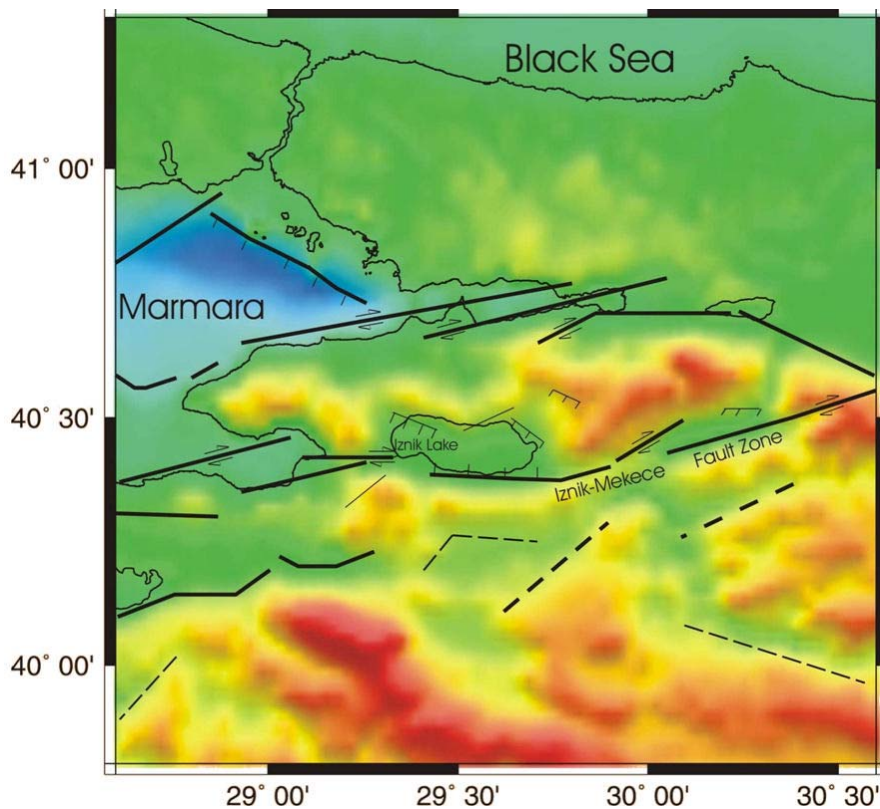 Black Sea
41° 00'
Marmara
40° 30'
Iznik Lake
Fault Zone
Iznik-Mekece
40° 00'
29° 00'
29° 30'
30° 00'
30° 30'